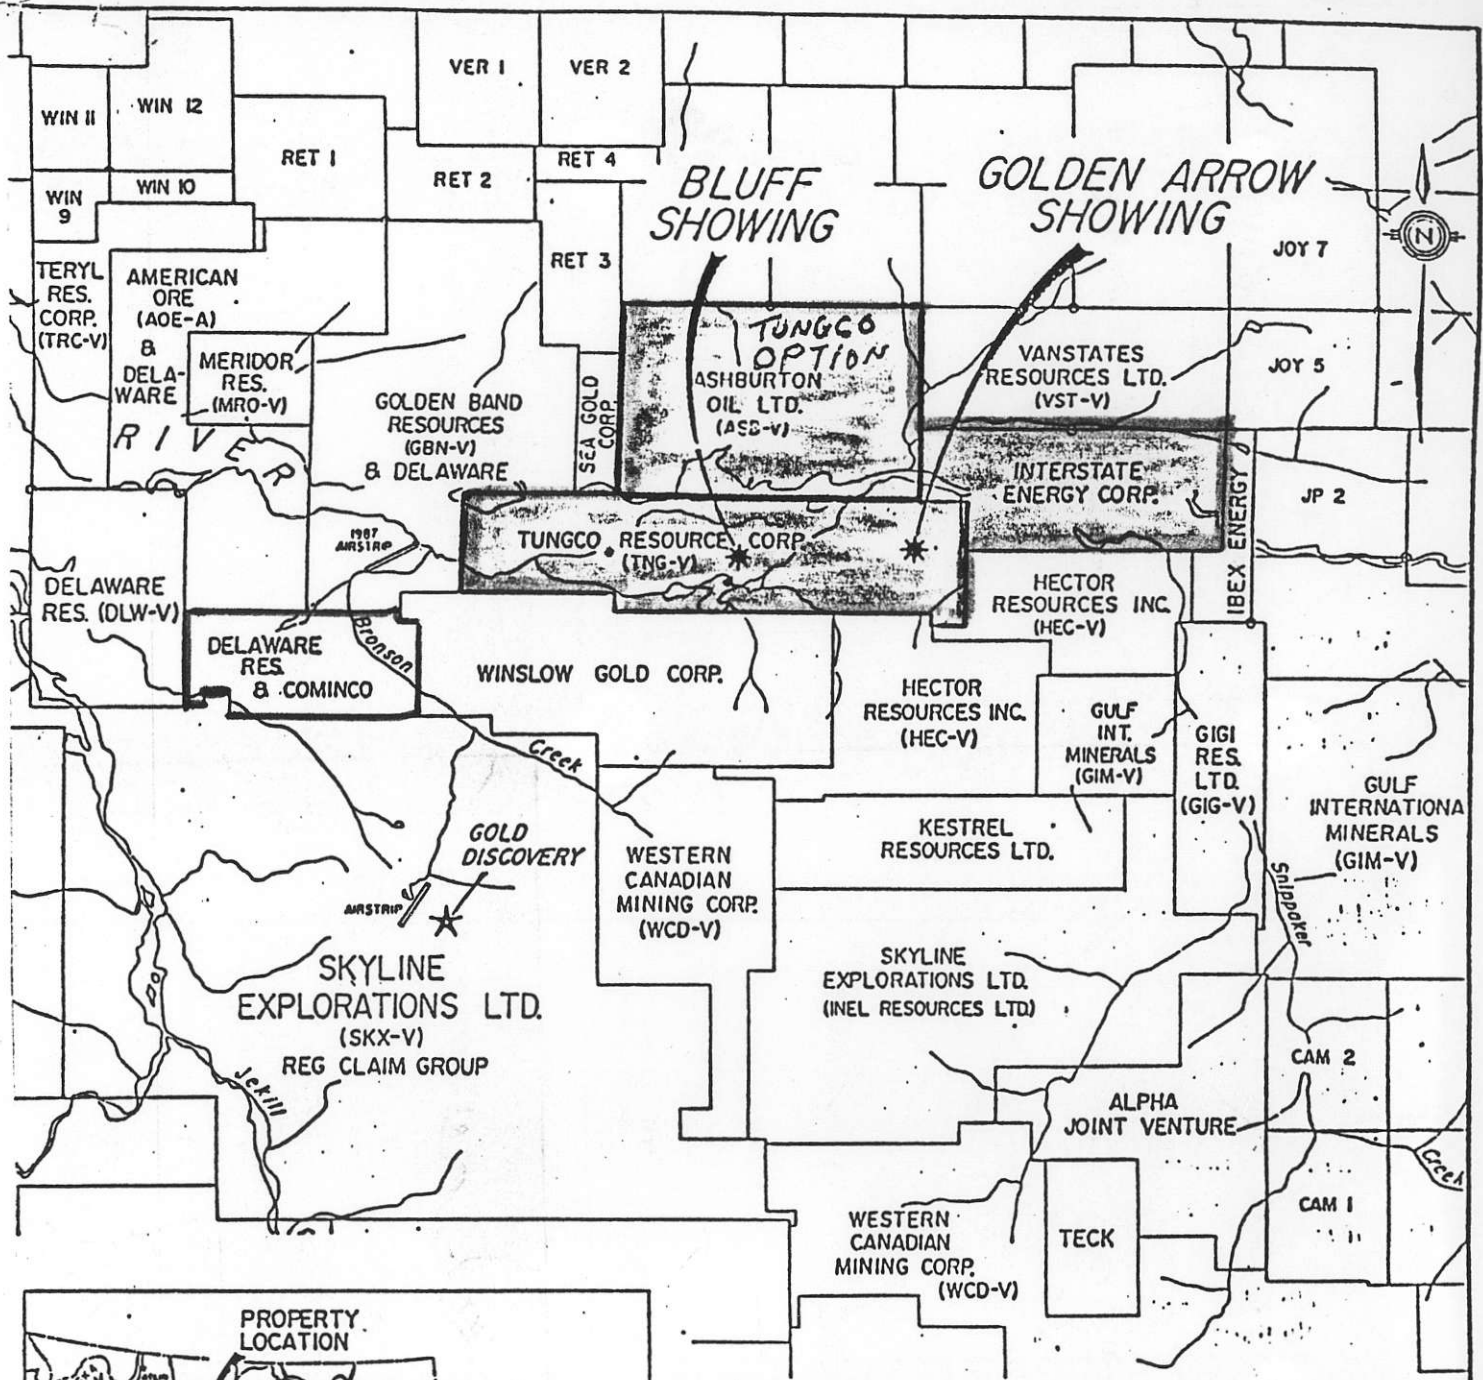 VER 1
VER 2
WIN 11
WIN 12
RET 1
RET 4
RET 2
WIN 10
WIN
9
BLUFF
SHOWING
GOLDEN ARROW
SHOWING
N
JOY 7
RET 3
TERYL
RES.
CORP.
(TRC-V)
AMERICAN
ORE
(AOE-A)
&
DELA-
WARE
MERIDOR
RES.
(MRO-V)
RIVER
GOLDEN BAND
RESOURCES
(GBN-V)
& DELAWARE
SEA GOLD
CORP.
TUNGCO
OPTION
ASHBURTON
OIL LTD.
(ASB-V)
VANSTATES
RESOURCES LTD.
(VST-V)
JOY 5
INTERSTATE
ENERGY CORP.
IBEX ENERGY
JP 2
1987
AIRSTRIP
TUNGCO RESOURCE CORP
(TNG-V)
DELAWARE
RES. (DLW-V)
HECTOR
RESOURCES INC.
(HEC-V)
DELAWARE
RES.
& COMINCO
Bronson
Creek
WINSLOW GOLD CORP.
HECTOR
RESOURCES INC.
(HEC-V)
GULF
INT.
MINERALS
(GIM-V)
GIGI
RES.
LTD.
(GIG-V)
GULF
INTERNATIONA
MINERALS
(GIM-V)
GOLD
DISCOVERY
AIRSTRIP
WESTERN
CANADIAN
MINING CORP.
(WCD-V)
KESTREL
RESOURCES LTD.
Snippaker
SKYLINE
EXPLORATIONS LTD.
(SKX-V)
REG CLAIM GROUP
SKYLINE
EXPLORATIONS LTD.
(INEL RESOURCES LTD)
Jekill
CAM 2
ALPHA
JOINT VENTURE
Creek
CAM 1
WESTERN
CANADIAN
MINING CORP.
(WCD-V)
TECK
PROPERTY
LOCATION